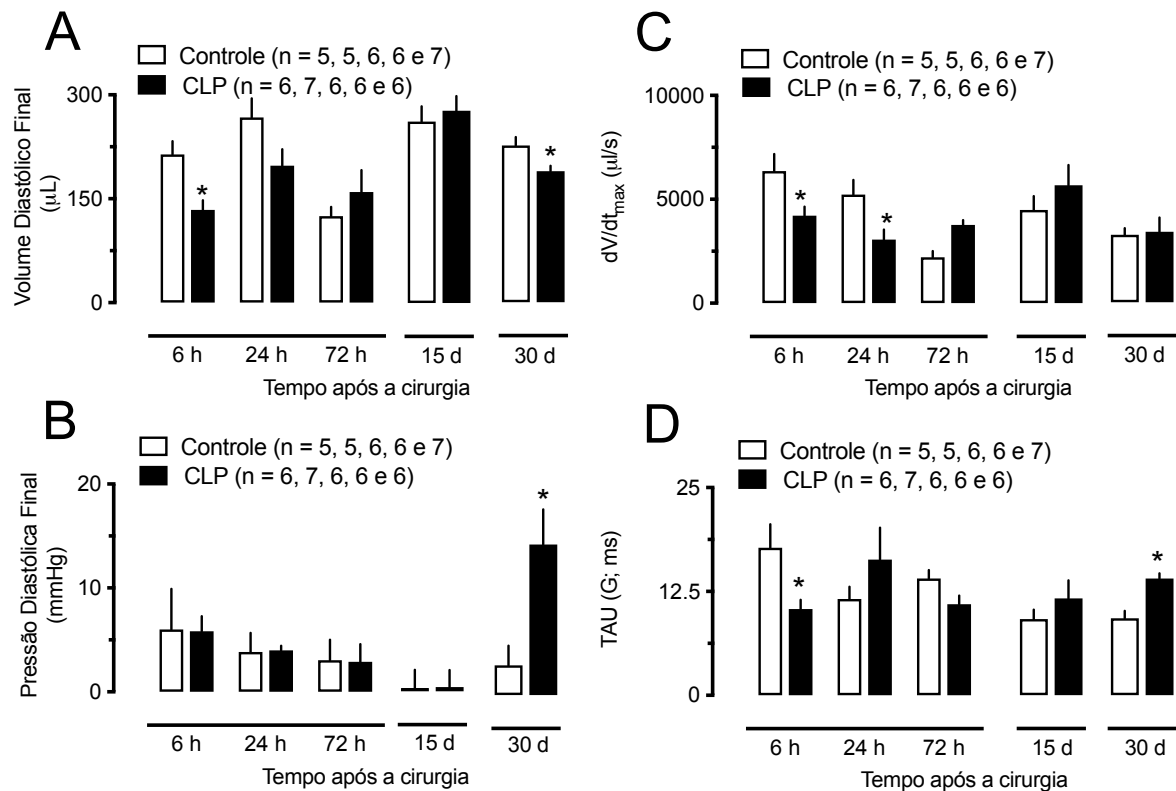 A
Controle (n = 5, 5, 6, 6 e 7)
CLP (n = 6, 7, 6, 6 e 6)
Volume Diastólico Final
(µL)
300
150
0
*
*
6 h 24 h 72 h 15 d 30 d
Tempo após a cirurgia
B
Controle (n = 5, 5, 6, 6 e 7)
CLP (n = 6, 7, 6, 6 e 6)
Pressão Diastólica Final
(mmHg)
20
10
0
*
6 h 24 h 72 h 15 d 30 d
Tempo após a cirurgia
C
Controle (n = 5, 5, 6, 6 e 7)
CLP (n = 6, 7, 6, 6 e 6)
dV/dtmax (µl/s)
10000
5000
0
*
*
6 h 24 h 72 h 15 d 30 d
Tempo após a cirurgia
D
Controle (n = 5, 5, 6, 6 e 7)
CLP (n = 6, 7, 6, 6 e 6)
TAU (G; ms)
25
12.5
0
*
*
6 h 24 h 72 h 15 d 30 d
Tempo após a cirurgia